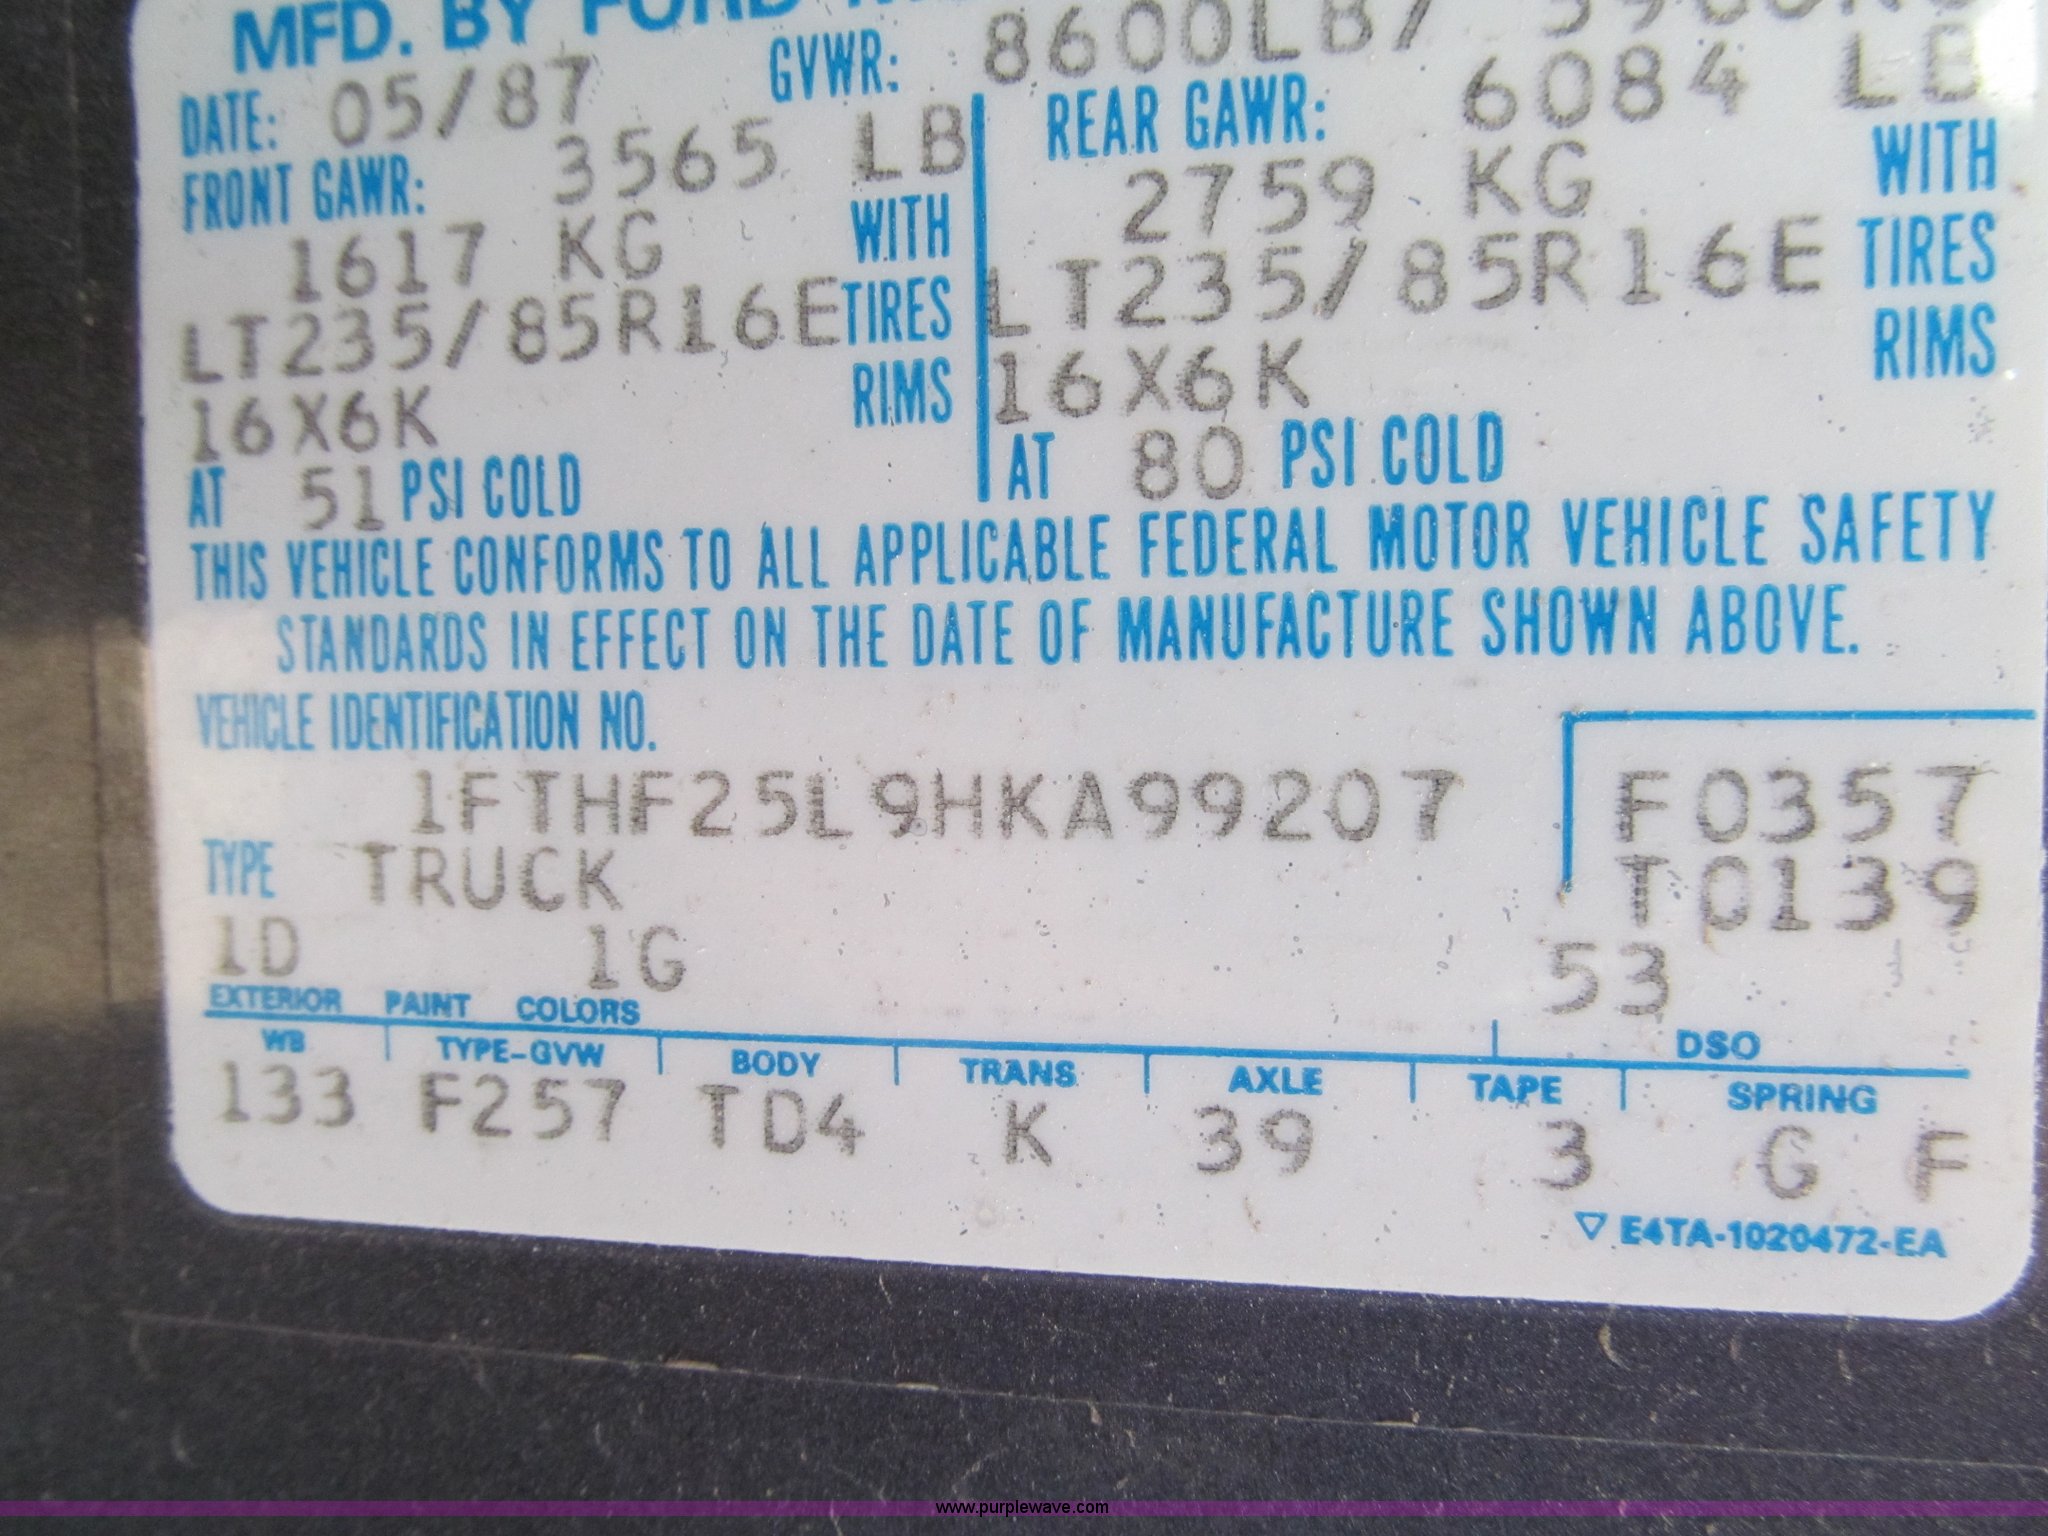 MFD. BY FORD
DATE: 05/87 GVWR: 8600LB/
FRONT GAWR: 3565 LB
1617 KG WITH
LT235/85R16E TIRES
16X6K RIMS
AT 51 PSI COLD
REAR GAWR: 6084 LB
2759 KG WITH
LT235/85R16E TIRES
16X6K RIMS
AT 80 PSI COLD
THIS VEHICLE CONFORMS TO ALL APPLICABLE FEDERAL MOTOR VEHICLE SAFETY
STANDARDS IN EFFECT ON THE DATE OF MANUFACTURE SHOWN ABOVE.
VEHICLE IDENTIFICATION NO.
1FTHF25L9HKA99207 F0357
TYPE TRUCK T0139
1D 1G 53
EXTERIOR PAINT COLORS DSO
WB TYPE-GVW BODY TRANS AXLE TAPE SPRING
133 F257 TD4 K 39 3 G F
▽ E4TA-1020472-EA
www.purplewave.com